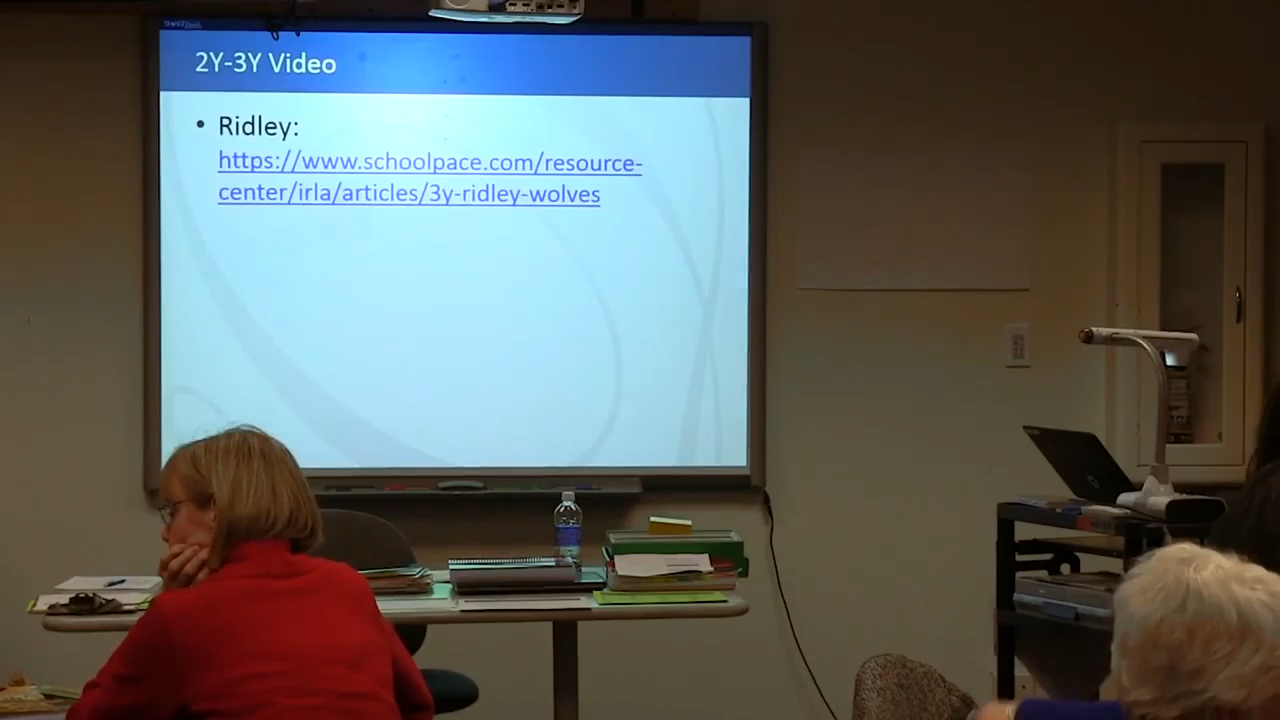 2Y-3Y Video
• Ridley:
https://www.schoolpace.com/resource-
center/irla/articles/3y-ridley-wolves